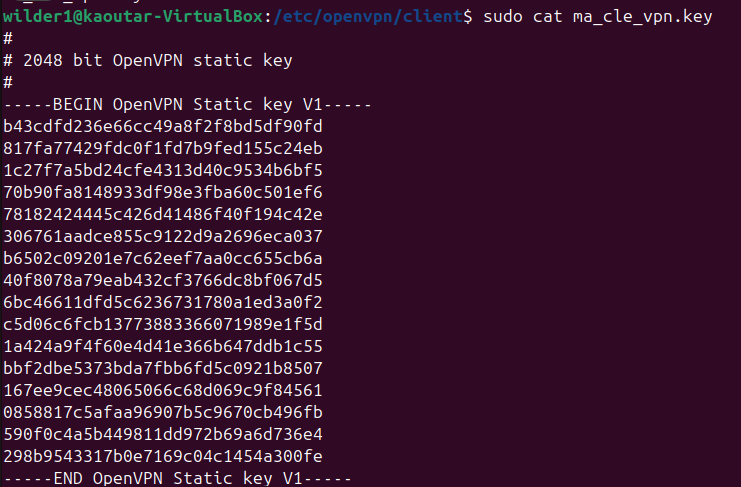 wilder1@kaoutar-VirtualBox:/etc/openvpn/client$ sudo cat ma_cle_vpn.key
#
# 2048 bit OpenVPN static key
#
-----BEGIN OpenVPN Static key V1-----
b43cdfd236e66cc49a8f2f8bd5df90fd
817fa77429fdc0f1fd7b9fed155c24eb
1c27f7a5bd24cfe4313d40c9534b6bf5
70b90fa8148933df98e3fba60c501ef6
78182424445c426d41486f40f194c42e
306761aadce855c9122d9a2696eca037
b6502c09201e7c62eef7aa0cc655cb6a
40f8078a79eab432cf3766dc8bf067d5
6bc46611dfd5c6236731780a1ed3a0f2
c5d06c6fcb13773883366071989e1f5d
1a424a9f4f60e4d41e366b647ddb1c55
bbf2dbe5373bda7fbb6fd5c0921b8507
167ee9cec48065066c68d069c9f84561
0858817c5afaa96907b5c9670cb496fb
590f0c4a5b449811dd972b69a6d736e4
298b9543317b0e7169c04c1454a300fe
-----END OpenVPN Static key V1-----